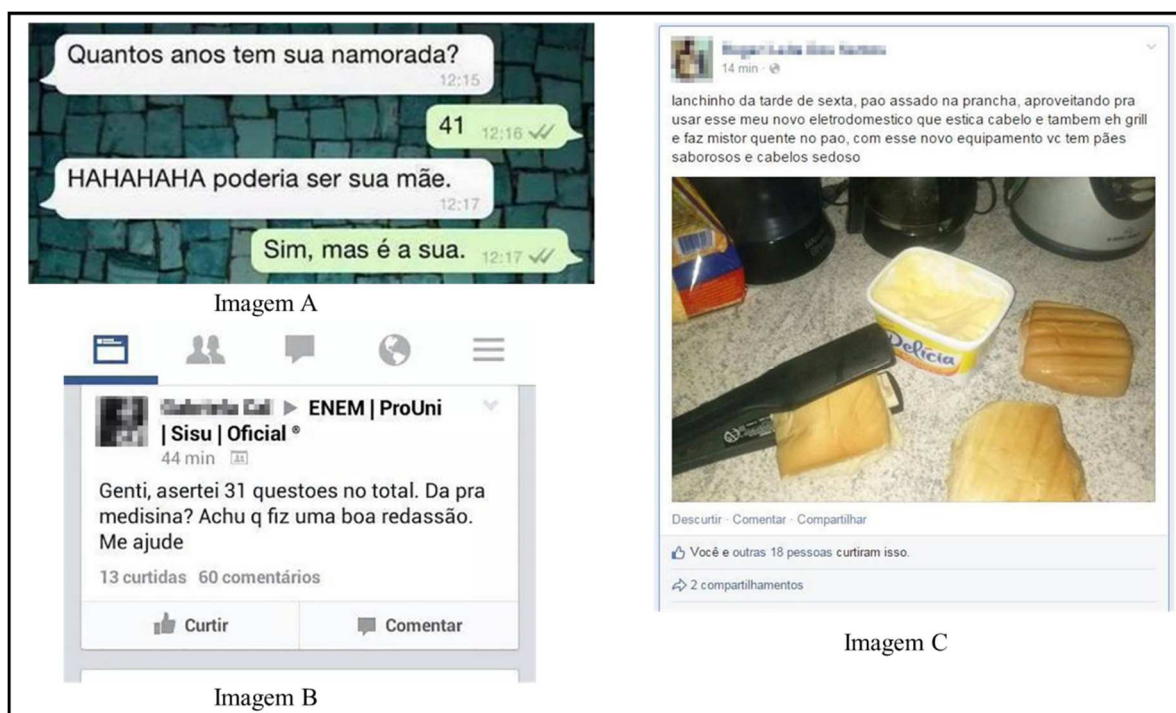 Quantos anos tem sua namorada?
12:15
41 12:16
HAHAHAHA poderia ser sua mãe.
12:17
Sim, mas é a sua. 12:17
Imagem A
ENEM | ProUni
| Sisu | Oficial ®
44 min
Genti, asertei 31 questoes no total. Da pra
medisina? Achu q fiz uma boa redassão.
Me ajude
13 curtidas 60 comentários
Curtir Comentar
Imagem B
14 min
lanchinho da tarde de sexta, pao assado na prancha, aproveitando pra
usar esse meu novo eletrodomestico que estica cabelo e tambem eh grill
e faz mistor quente no pao, com esse novo equipamento vc tem pães
saborosos e cabelos sedoso
Delícia
Descurtir · Comentar · Compartilhar
Você e outras 18 pessoas curtiram isso.
2 compartilhamentos
Imagem C